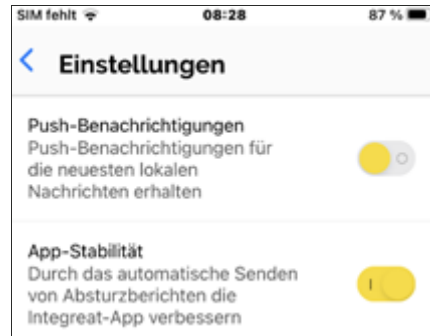 SIM fehlt 08:28 87 %
Einstellungen
Push-Benachrichtigungen
Push-Benachrichtigungen für
die neuesten lokalen
Nachrichten erhalten
App-Stabilität
Durch das automatische Senden
von Absturzberichten die
Integreat-App verbessern